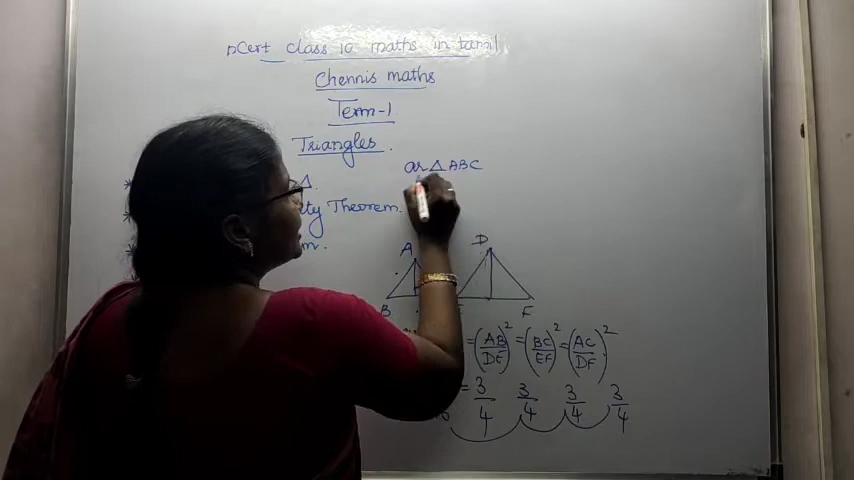 nCert class 10 maths in tamil
Chennis maths
Term-1
Triangles.
ar △ ABC
△.
ity Theorem.
m.
A D
B F
= (AB/DE)² = (BC/EF)² = (AC/DF)²
= 3/4 3/4 3/4 3/4